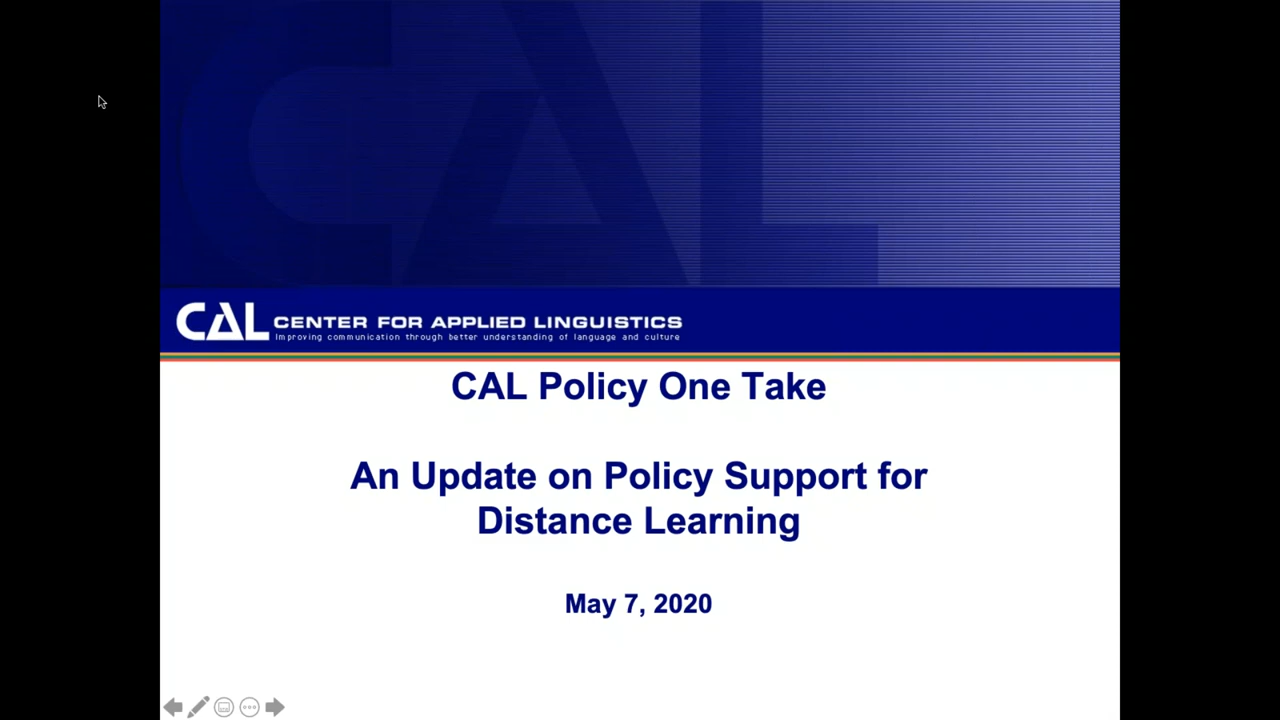 CAL CENTER FOR APPLIED LINGUISTICS
Improving communication through better understanding of language and culture
CAL Policy One Take
An Update on Policy Support for
Distance Learning
May 7, 2020